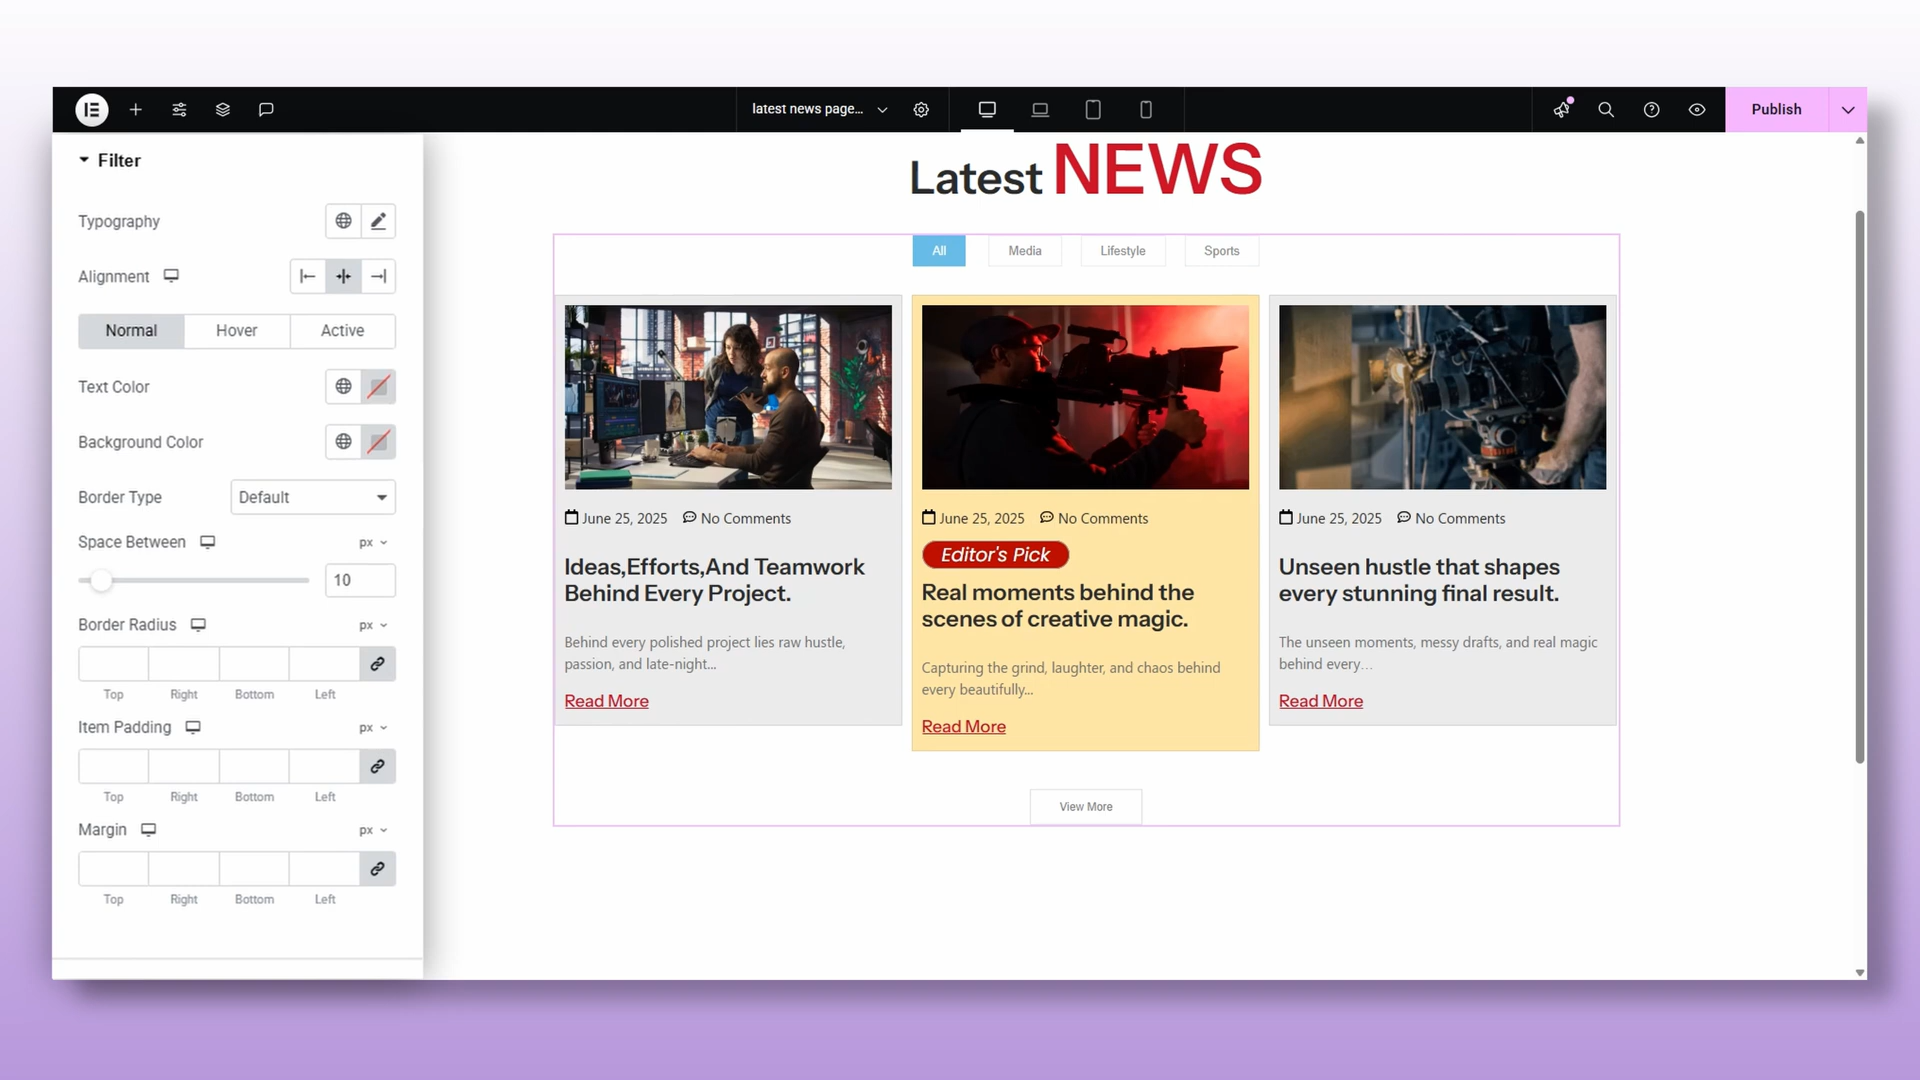 latest news page...
Publish
Filter
Typography
Alignment
Normal
Hover
Active
Text Color
Background Color
Border Type
Default
Space Between
px
10
Border Radius
px
Top
Right
Bottom
Left
Item Padding
px
Top
Right
Bottom
Left
Margin
px
Top
Right
Bottom
Left
Latest NEWS
All
Media
Lifestyle
Sports
June 25, 2025
No Comments
Ideas,Efforts,And Teamwork
Behind Every Project.
Behind every polished project lies raw hustle,
passion, and late-night...
Read More
June 25, 2025
No Comments
Editor's Pick
Real moments behind the
scenes of creative magic.
Capturing the grind, laughter, and chaos behind
every beautifully...
Read More
June 25, 2025
No Comments
Unseen hustle that shapes
every stunning final result.
The unseen moments, messy drafts, and real magic
behind every...
Read More
View More